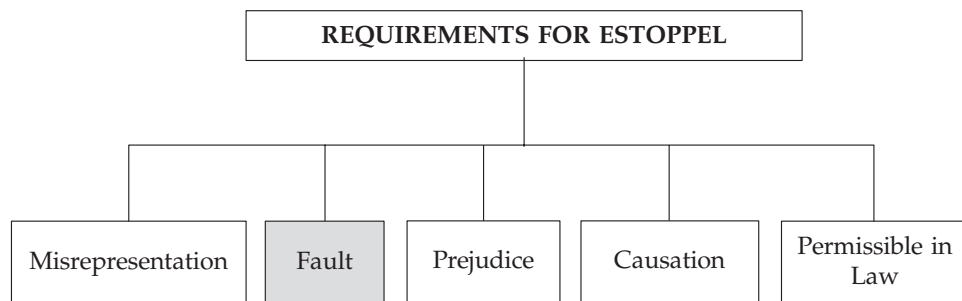 REQUIREMENTS FOR ESTOPPEL
Misrepresentation
Fault
Prejudice
Causation
Permissible in
Law